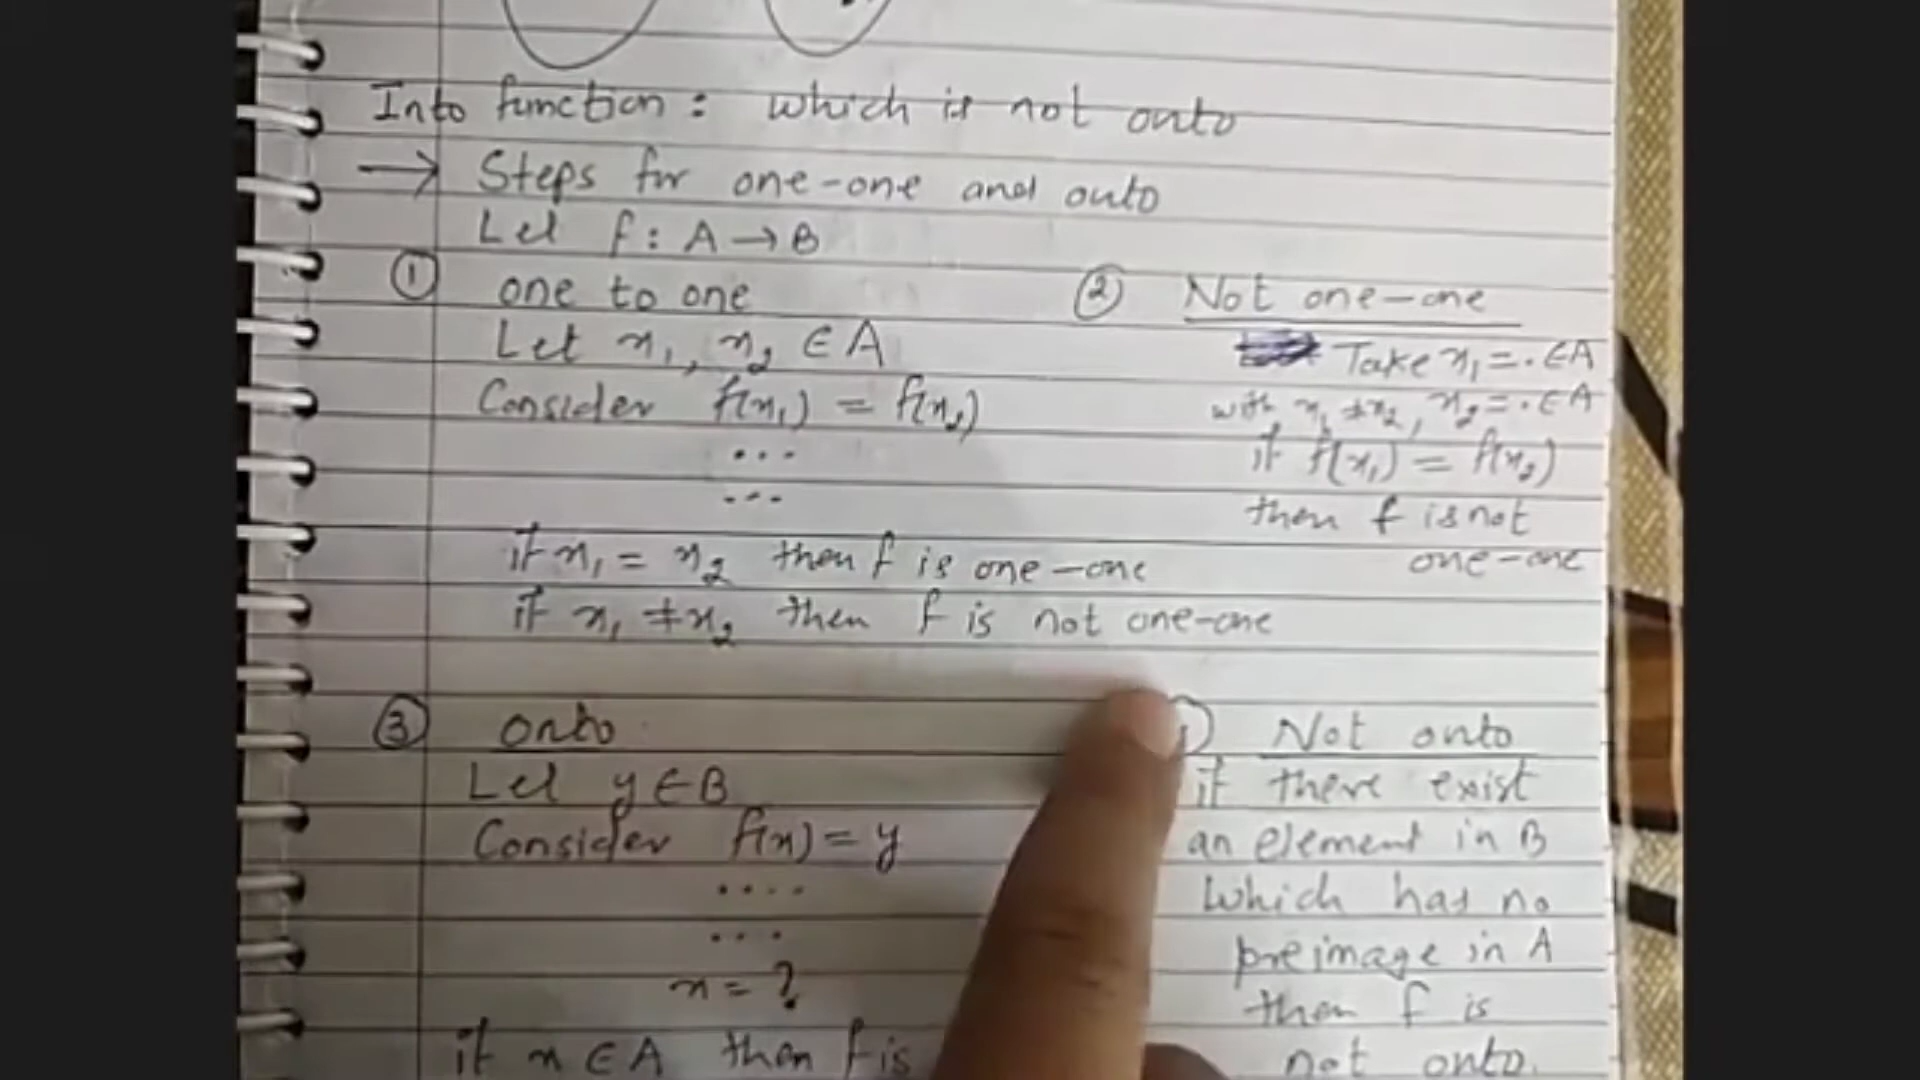 Into function : which is not onto
→ Steps for one-one and onto
Let f : A → B
① one to one
Let x₁, x₂ ∈ A
Consider f(x₁) = f(x₂)
...
---
if x₁ = x₂ then f is one-one
if x₁ ≠ x₂ then f is not one-one
② Not one-one
Take x₁ = . ∈ A
with x₁ ≠ x₂, x₂ = . ∈ A
if f(x₁) = f(x₂)
then f is not
one-one
③ onto
Let y ∈ B
Consider f(x) = y
....
...
x = ?
if x ∈ A then f is
Not onto
if there exist
an element in B
which has no
preimage in A
then f is
not onto.